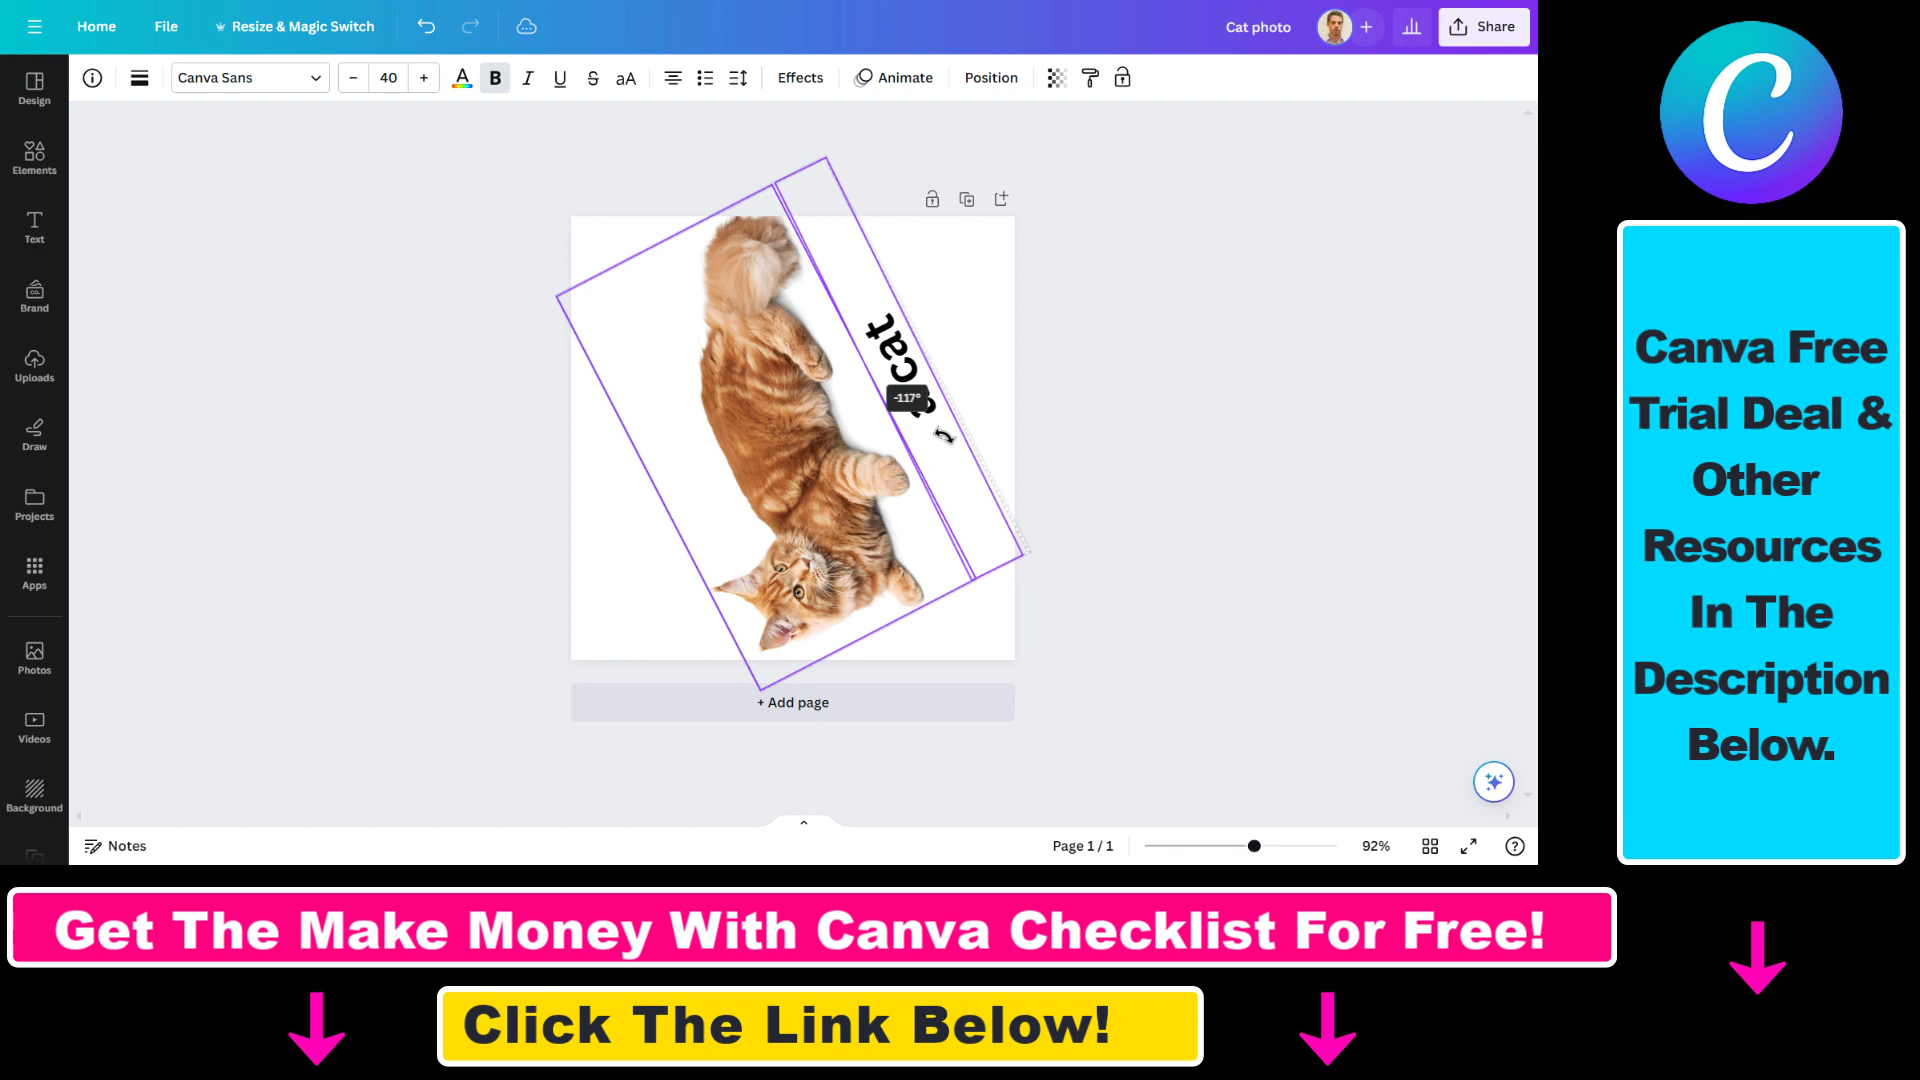 Home File Resize & Magic Switch Cat photo Share
Canva Sans 40 A B I U S aA Effects Animate Position
Design
Elements
Text
Brand
Uploads
Draw
Projects
Apps
Photos
Videos
Background
a cat
-117°
+ Add page
Notes Page 1 / 1 92%
C
Canva Free
Trial Deal &
Other
Resources
In The
Description
Below.
Get The Make Money With Canva Checklist For Free!
Click The Link Below!